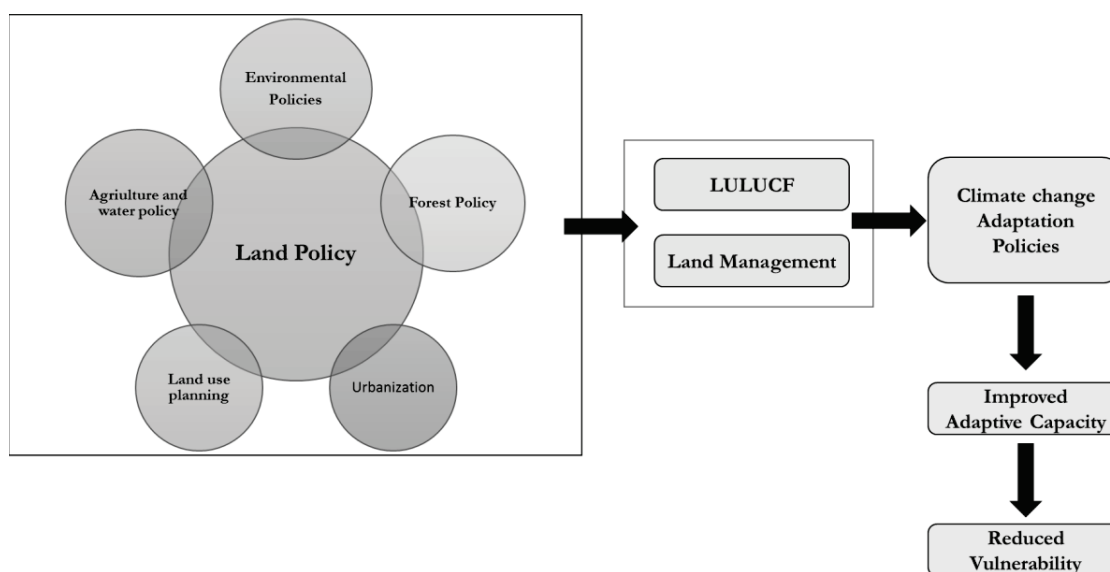 Environmental
Policies
Agriulture and
water policy
Forest Policy
Land Policy
Land use
planning
Urbanization
LULUCF
Land Management
Climate change
Adaptation
Policies
Improved
Adaptive Capacity
Reduced
Vulnerability